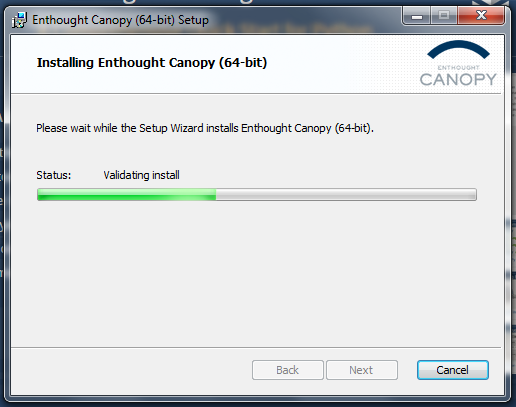 Enthought Canopy (64-bit) Setup
Installing Enthought Canopy (64-bit)
ENTHOUGHT
CANOPY
Please wait while the Setup Wizard installs Enthought Canopy (64-bit).
Status: Validating install
Back Next Cancel